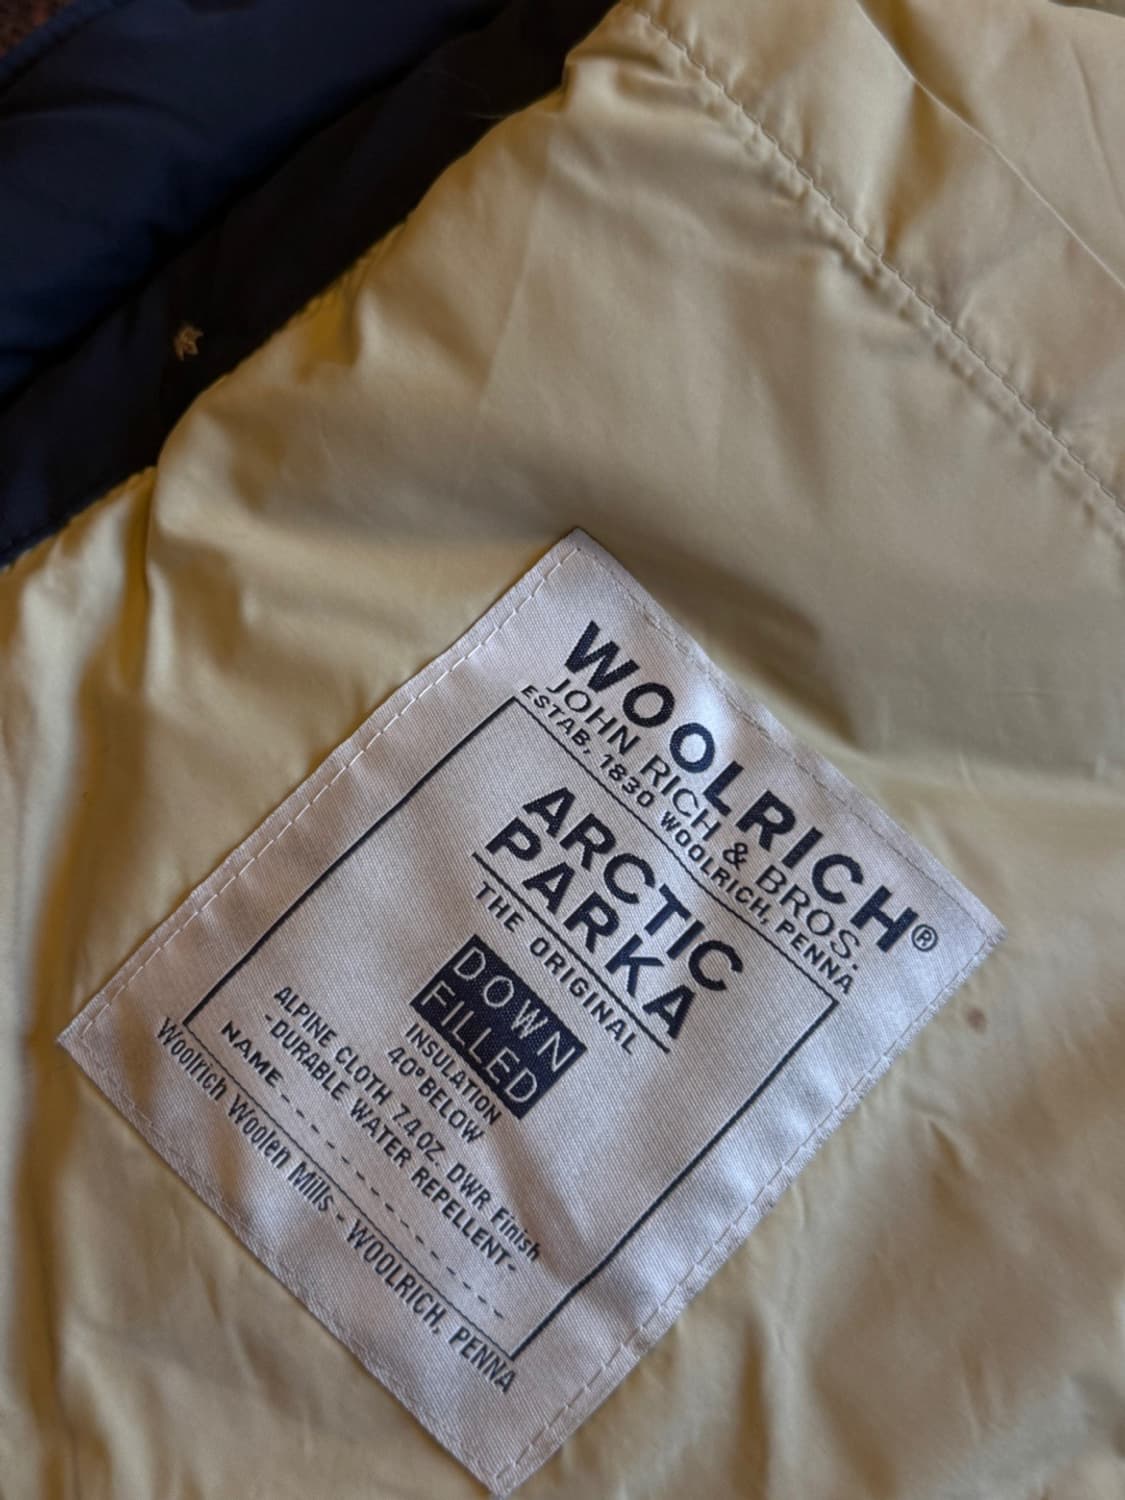 WOOLRICH®
JOHN RICH & BROS.
ESTAB. 1830 WOOLRICH, PENNA
ARCTIC
PARKA
THE ORIGINAL
DOWN
FILLED
INSULATION
40° BELOW
ALPINE CLOTH 7.4 OZ. DWR Finish
-DURABLE WATER REPELLENT-
NAME
Woolrich Woolen Mills - WOOLRICH, PENNA